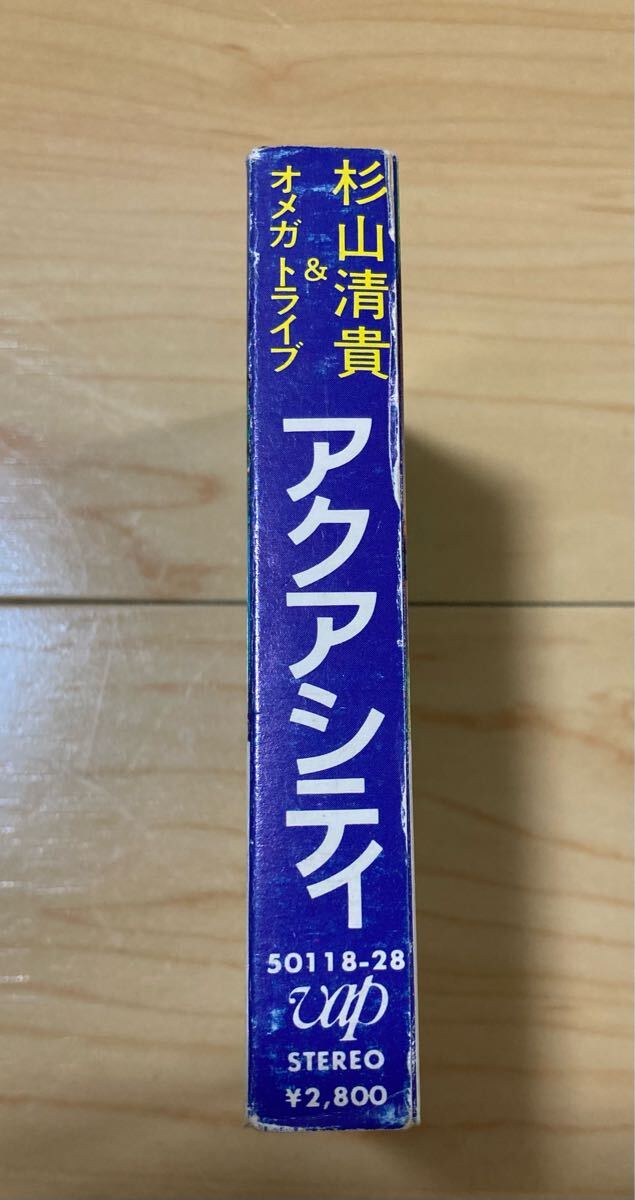 杉山清貴
&
オメガトライブ
アクアシティ
50118-28
vap
STEREO
¥2,800